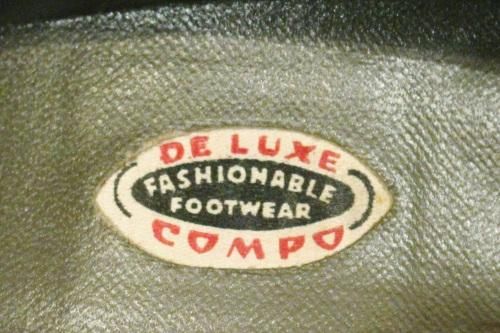 DE LUXE
FASHIONABLE
FOOTWEAR
COMPO